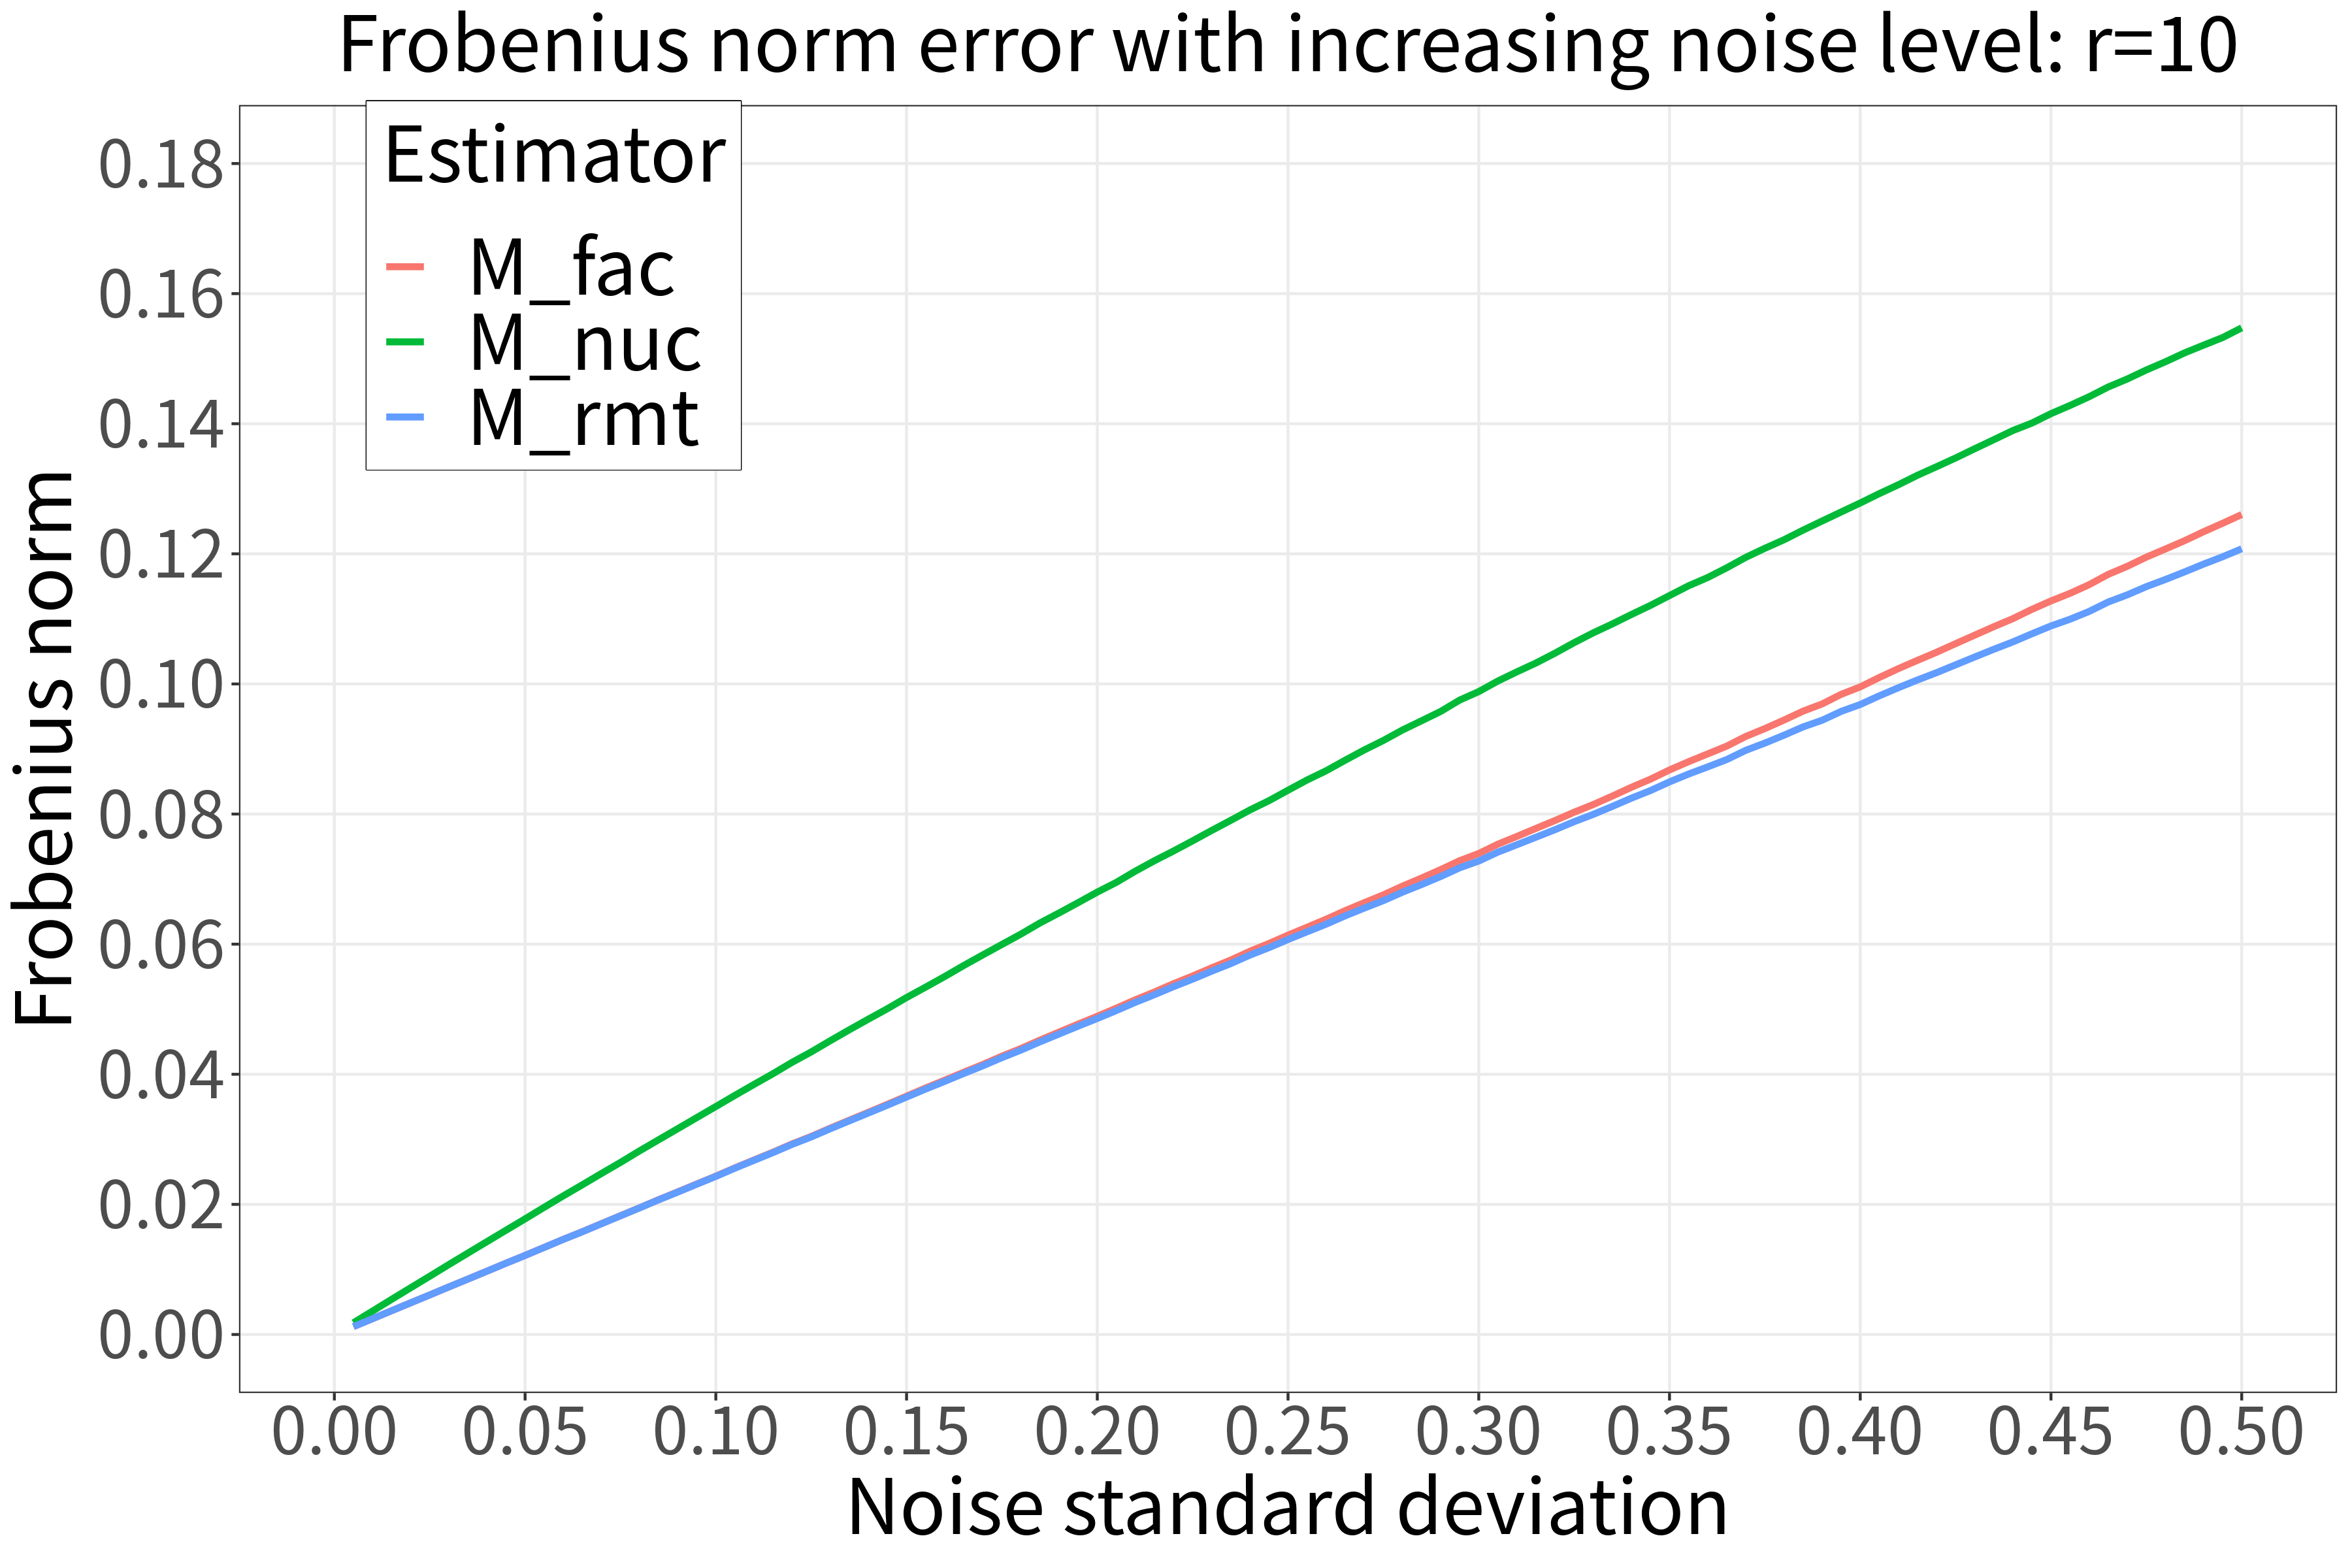 Frobenius norm error with increasing noise level: r=10
Estimator
M_fac
M_nuc
M_rmt
Frobenius norm
0.18
0.16
0.14
0.12
0.10
0.08
0.06
0.04
0.02
0.00
0.00 0.05 0.10 0.15 0.20 0.25 0.30 0.35 0.40 0.45 0.50
Noise standard deviation